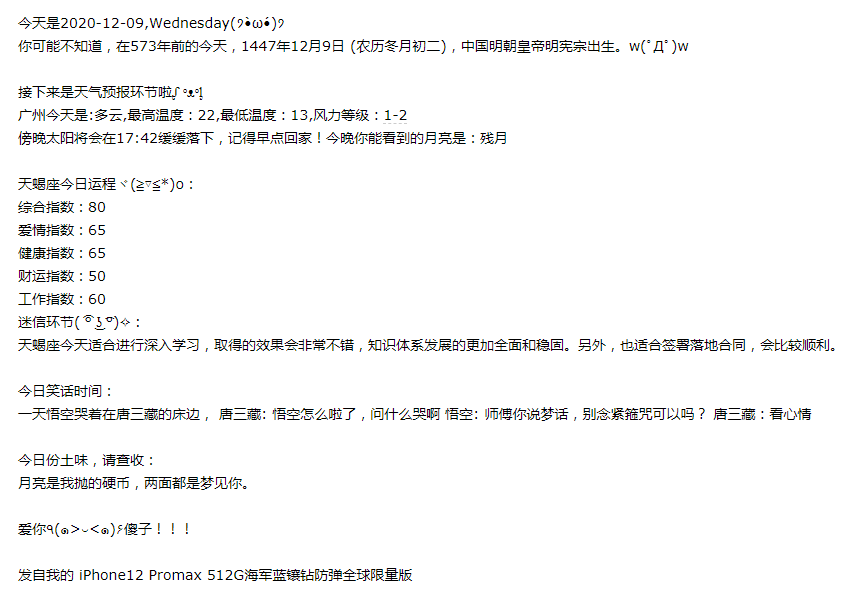 今天是2020-12-09,Wednesday(୨•̀ω•́)୨
你可能不知道，在573年前的今天，1447年12月9日 (农历冬月初二)，中国明朝皇帝明宪宗出生。w(ﾟДﾟ)w
接下来是天气预报环节啦ᶘ ᵒᴥᵒᶅ
广州今天是:多云,最高温度：22,最低温度：13,风力等级：1-2
傍晚太阳将会在17:42缓缓落下，记得早点回家！今晚你能看到的月亮是：残月
天蝎座今日运程ヾ(≧▽≦*)o：
综合指数：80
爱情指数：65
健康指数：65
财运指数：50
工作指数：60
迷信环节( ͡° ͜ʖ ͡°)✧：
天蝎座今天适合进行深入学习，取得的效果会非常不错，知识体系发展的更加全面和稳固。另外，也适合签署落地合同，会比较顺利。
今日笑话时间：
一天悟空哭着在唐三藏的床边， 唐三藏: 悟空怎么啦了，问什么哭啊 悟空: 师傅你说梦话，别念紧箍咒可以吗？ 唐三藏：看心情
今日份土味，请查收：
月亮是我抛的硬币，两面都是梦见你。
爱你٩(๑>◡<๑)۶傻子！！！
发自我的 iPhone12 Promax 512G海军蓝镶钻防弹全球限量版